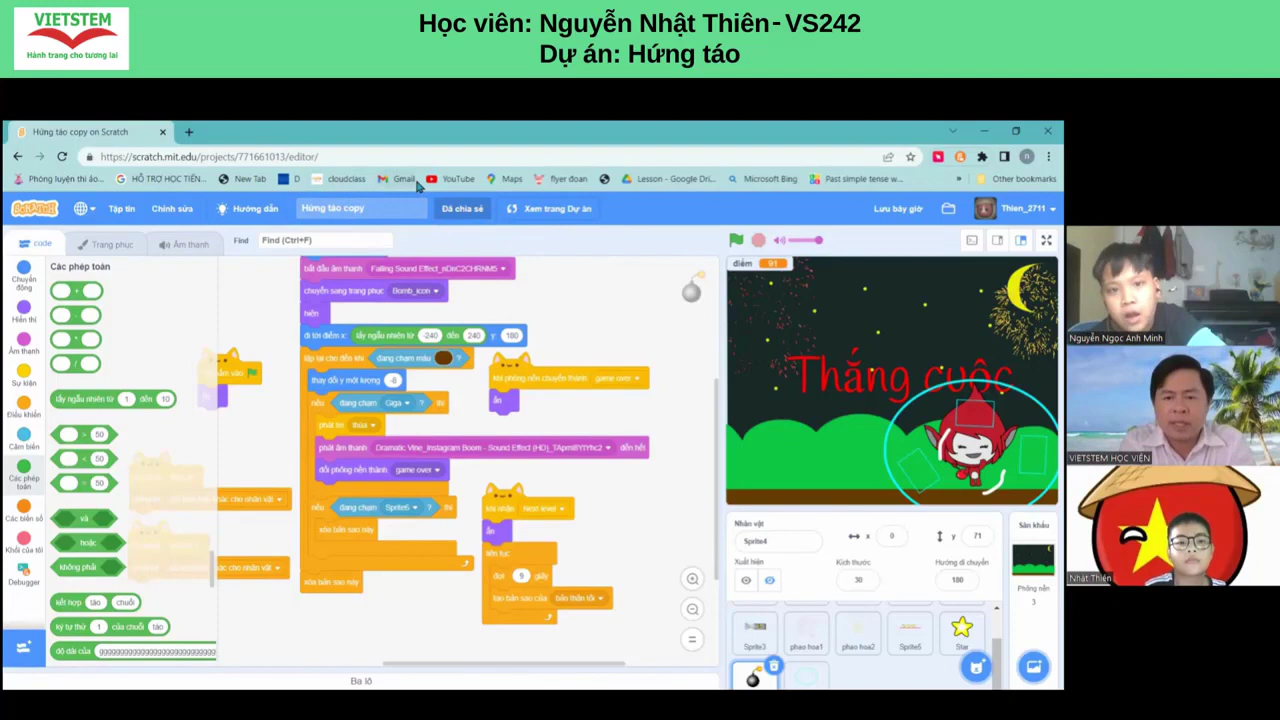 VIETSTEM
Hành trang cho tương lai
Học viên: Nguyễn Nhật Thiên - VS242
Dự án: Hứng táo
Hứng táo copy on Scratch
https://scratch.mit.edu/projects/771661013/editor/
Phòng luyện thi áo...
HỖ TRỢ HỌC TIẾN...
New Tab
D
cloudclass
Gmail
YouTube
Maps
flyer đoan
Lesson - Google Dri...
Microsoft Bing
Past simple tense w...
Other bookmarks
SCRATCH
Tập tin
Chỉnh sửa
Hướng dẫn
Hứng táo copy
Đã chia sẻ
Xem trang Dự án
Lưu bây giờ
Thien_2711
code
Trang phục
Âm thanh
Find
Find (Ctrl+F)
Chuyển động
Hiển thị
Âm thanh
Sự kiện
Điều khiển
Cảm biến
Các phép toán
Các biến số
Khối của tôi
Debugger
Các phép toán
lấy ngẫu nhiên từ 1 đến 10
> 50
< 50
= 50
và
hoặc
không phải
kết hợp táo chuối
ký tự thứ 1 của chuỗi táo
độ dài của
bắt đầu âm thanh Falling Sound Effect_nDnC2CHRNM5
chuyển sang trang phục Bomb_icon
hiện
đi tới điểm x: lấy ngẫu nhiên từ -240 đến 240 y: 180
lặp lại cho đến khi đang chạm màu ?
thay đổi y một lượng -8
nếu đang chạm Giga ? thì
phát tin thua
phát âm thanh Dramatic Vine_Instagram Boom - Sound Effect (HD)_TApml8YtYhc2 đến hết
đổi phông nền thành game over
nếu đang chạm Sprite6 ? thì
xóa bản sao này
xóa bản sao này
khi phông nền chuyển thành game over
ẩn
khi nhận Next level
ẩn
liên tục
đợi 9 giây
tạo bản sao của bản thân tôi
điểm 91
Thắng cuộc
Nhân vật
Sprite4
x 0
y 71
Xuất hiện
Kích thước
30
Hướng di chuyển
180
Sprite3
phao hoa1
phao hoa2
Sprite5
Star
Sân khấu
Phông nền
3
Ba lô
Nguyễn Ngọc Anh Minh
VIETSTEM HỌC VIÊN
Nhật Thiên